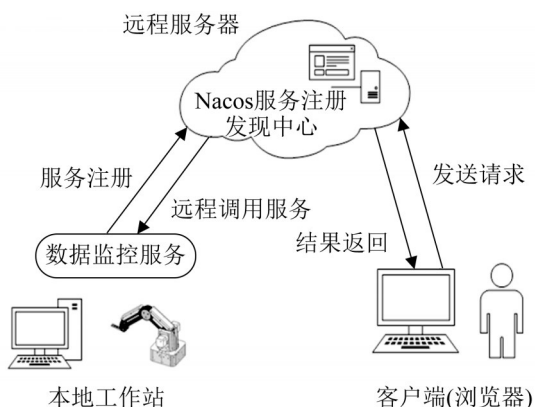 远程服务器
Nacos服务注册
发现中心
服务注册
发送请求
远程调用服务
结果返回
数据监控服务
本地工作站
客户端(浏览器)